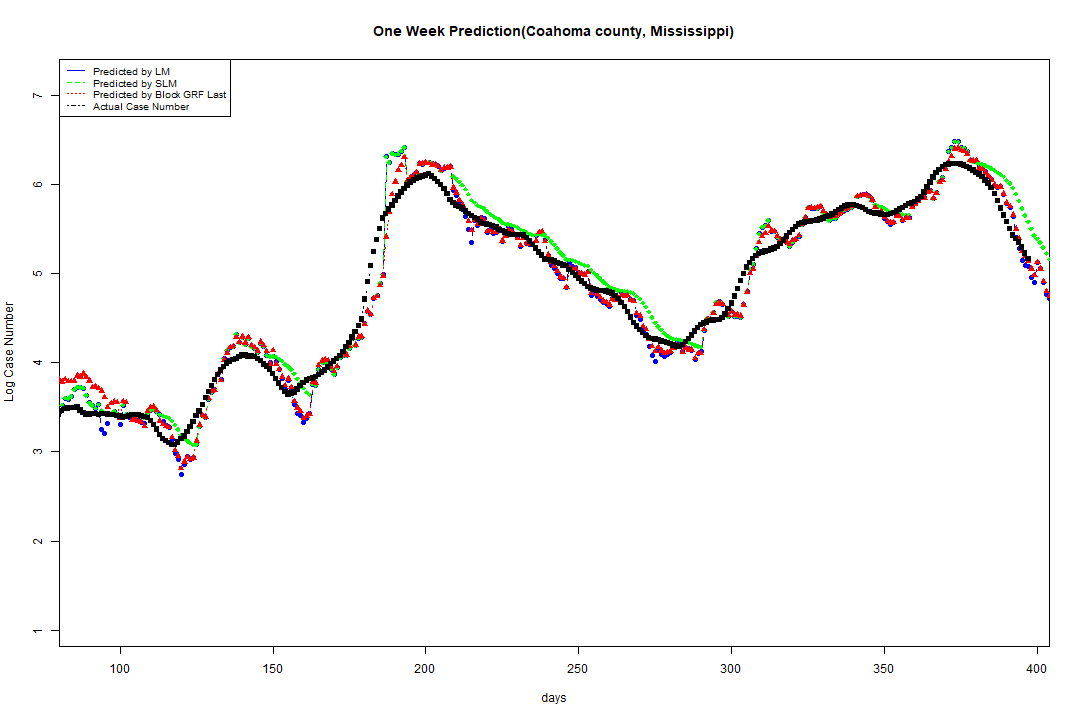 One Week Prediction(Coahoma county, Mississippi)
Predicted by LM
Predicted by SLM
Predicted by Block GRF Last
Actual Case Number
7
6
5
4
3
2
1
Log Case Number
100 150 200 250 300 350 400
days